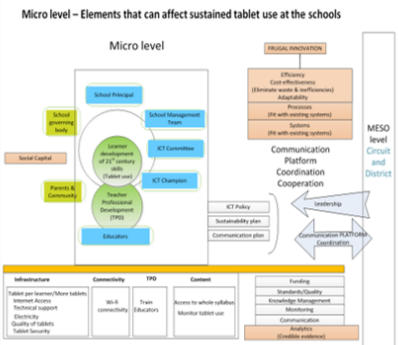 Micro level – Elements that can affect sustained tablet use at the schools
Micro level
FRUGAL INNOVATION
School Principal
School
governing
body
School Management
Team
Learner
development
of 21st century
skills
(Tablet use)
ICT Committee
ICT Champion
Social Capital
Parents &
Community
Teacher
Professional
Development
(TPD)
Educators
Efficiency
Cost-effectiveness
(Eliminate waste & inefficiencies)
Adaptability
Processes
(Fit with existing systems)
Systems
(Fit with existing systems)
Communication
Platform
Coordination
Cooperation
MESO
level
Circuit
and
District
ICT Policy
Sustainability plan
Communication plan
Leadership
Communication PLATFORM
Coordination
Infrastructure
Tablet per learner/More tablets
Internet Access
Technical support
Electricity
Quality of tablets
Tablet Security
Connectivity
Wi-fi
connectivity
TPD
Train
Educators
Content
Access to whole syllabus
Monitor tablet use
Funding
Standards/Quality
Knowledge Management
Monitoring
Communication
Analytics
(Credible evidence)